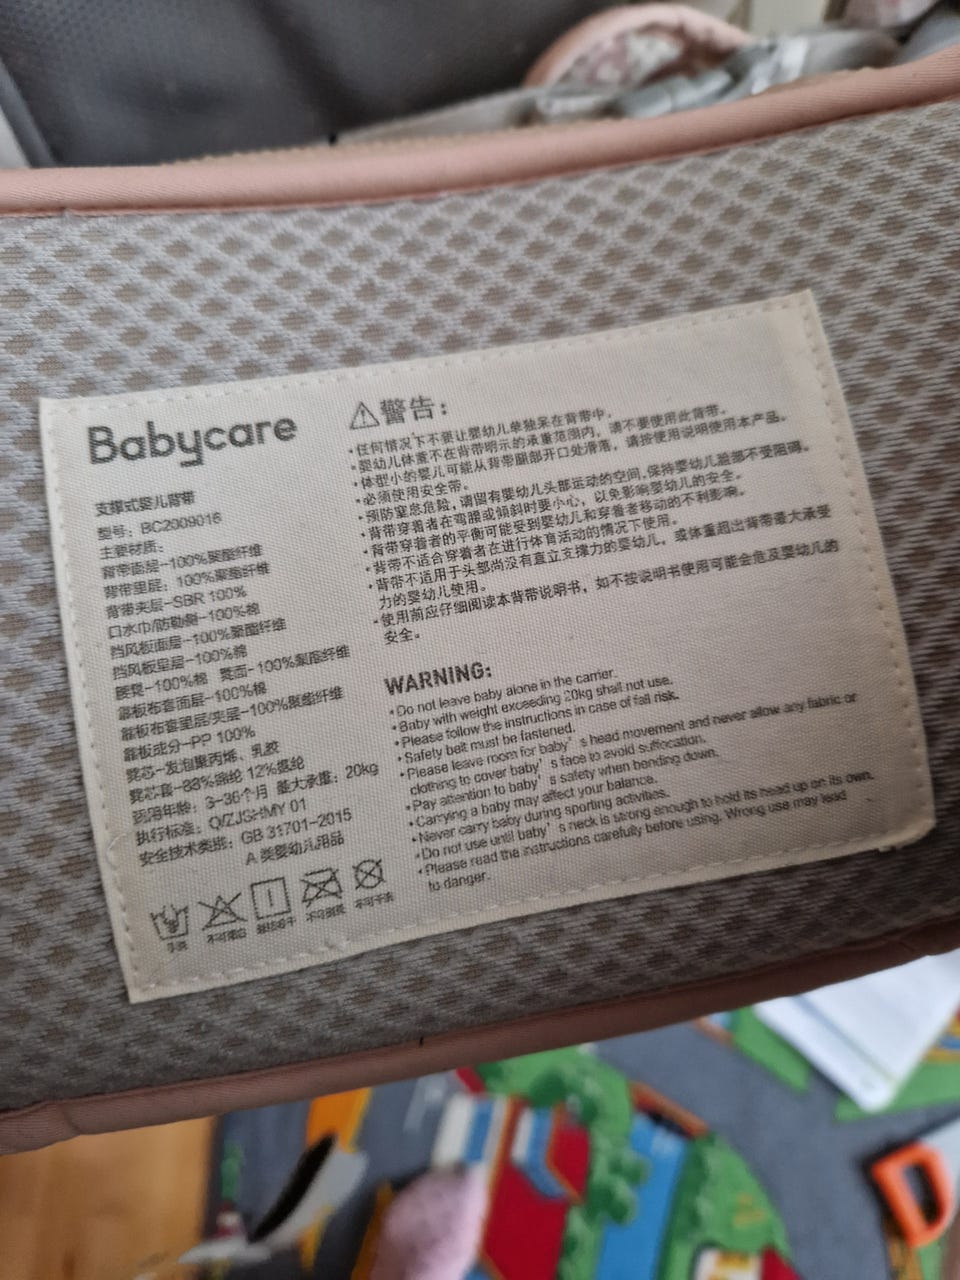 Babycare
支撑式婴儿背带
型号：BC2009016
主要材质：
背带面层-100%聚酯纤维
背带里层：100%聚酯纤维
背带夹层-SBR 100%
口水巾/防勒侧-100%棉
挡风板面层-100%聚酯纤维
挡风板里层-100%棉
腰凳-100%棉 凳面-100%聚酯纤维
靠板布套面层-100%棉
靠板布套里层/夹层-100%聚酯纤维
靠板成分-PP 100%
凳芯-发泡聚丙烯、乳胶
凳芯套-88%锦纶 12%氨纶
适用年龄：3-36个月 最大承重：20kg
执行标准：Q/ZJSHMY 01
安全技术类别：GB 31701-2015
A 类婴幼儿用品
手洗
不可漂白
不可熨烫
不可干洗
⚠警告：
·任何情况下不要让婴幼儿单独呆在背带中。
·婴幼儿体重不在背带明示的承重范围内，请不要使用此背带。
·体型小的婴儿可能从背带腿部开口处滑落，请按使用说明使用本产品。
·必须使用安全带。
·预防窒息危险，请留有婴幼儿头部运动的空间,保持婴幼儿脸部不受阻碍。
·背带穿着者在弯腰或倾斜时要小心，以免影响婴幼儿的安全。
·背带穿着者的平衡可能受到婴幼儿和穿着者移动的不利影响。
·背带不适合穿着者在进行体育活动的情况下使用。
·背带不适用于头部尚没有直立支撑力的婴幼儿，或体重超出背带最大承受
力的婴幼儿使用。
·使用前应仔细阅读本背带说明书，如不按说明书使用可能会危及婴幼儿的
安全。
WARNING:
·Do not leave baby alone in the carrier.
·Baby with weight exceeding 20kg shall not use.
·Please follow the instructions in case of fall risk.
·Safety belt must be fastened.
·Please leave room for baby's head movement and never allow any fabric or
clothing to cover baby's face to avoid suffocation.
·Pay attention to baby's safety when bending down.
·Carrying a baby may affect your balance.
·Never carry baby during sporting activities.
·Do not use until baby's neck is strong enough to hold its head up on its own.
·Please read the instructions carefully before using. Wrong use may lead
to danger.